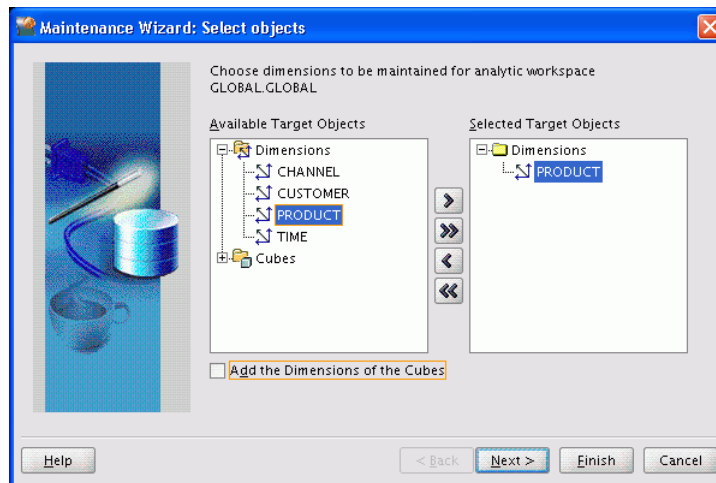 Maintenance Wizard: Select objects
Choose dimensions to be maintained for analytic workspace
GLOBAL.GLOBAL
Available Target Objects
Dimensions
CHANNEL
CUSTOMER
PRODUCT
TIME
Cubes
Selected Target Objects
Dimensions
PRODUCT
Add the Dimensions of the Cubes
Help
< Back
Next >
Finish
Cancel